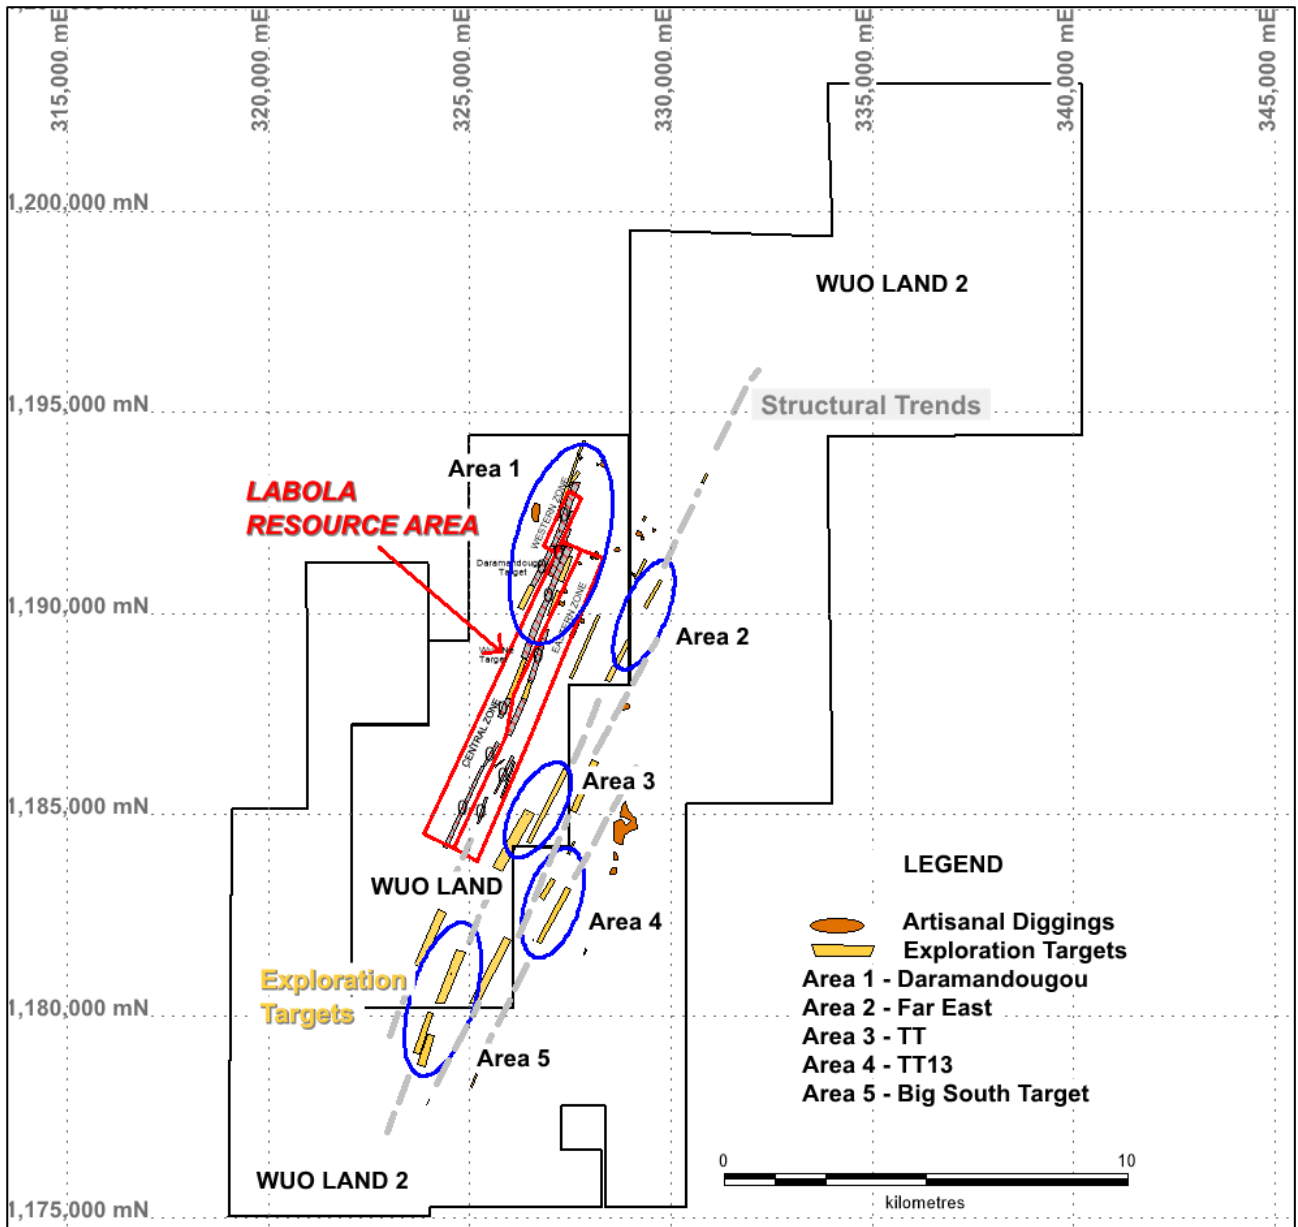 315,000 mE
320,000 mE
325,000 mE
330,000 mE
335,000 mE
340,000 mE
345,000 mE
1,200,000 mN
WUO LAND 2
1,195,000 mN
Structural Trends
Area 1
LABOLA
RESOURCE AREA
WESTERN ZONE
Daramandougou
Target
EASTERN ZONE
1,190,000 mN
Area 2
Target
CENTRAL ZONE
Area 3
1,185,000 mN
WUO LAND
Area 4
Exploration
Targets
1,180,000 mN
Area 5
LEGEND
Artisanal Diggings
Exploration Targets
Area 1 - Daramandougou
Area 2 - Far East
Area 3 - TT
Area 4 - TT13
Area 5 - Big South Target
0 10
kilometres
WUO LAND 2
1,175,000 mN